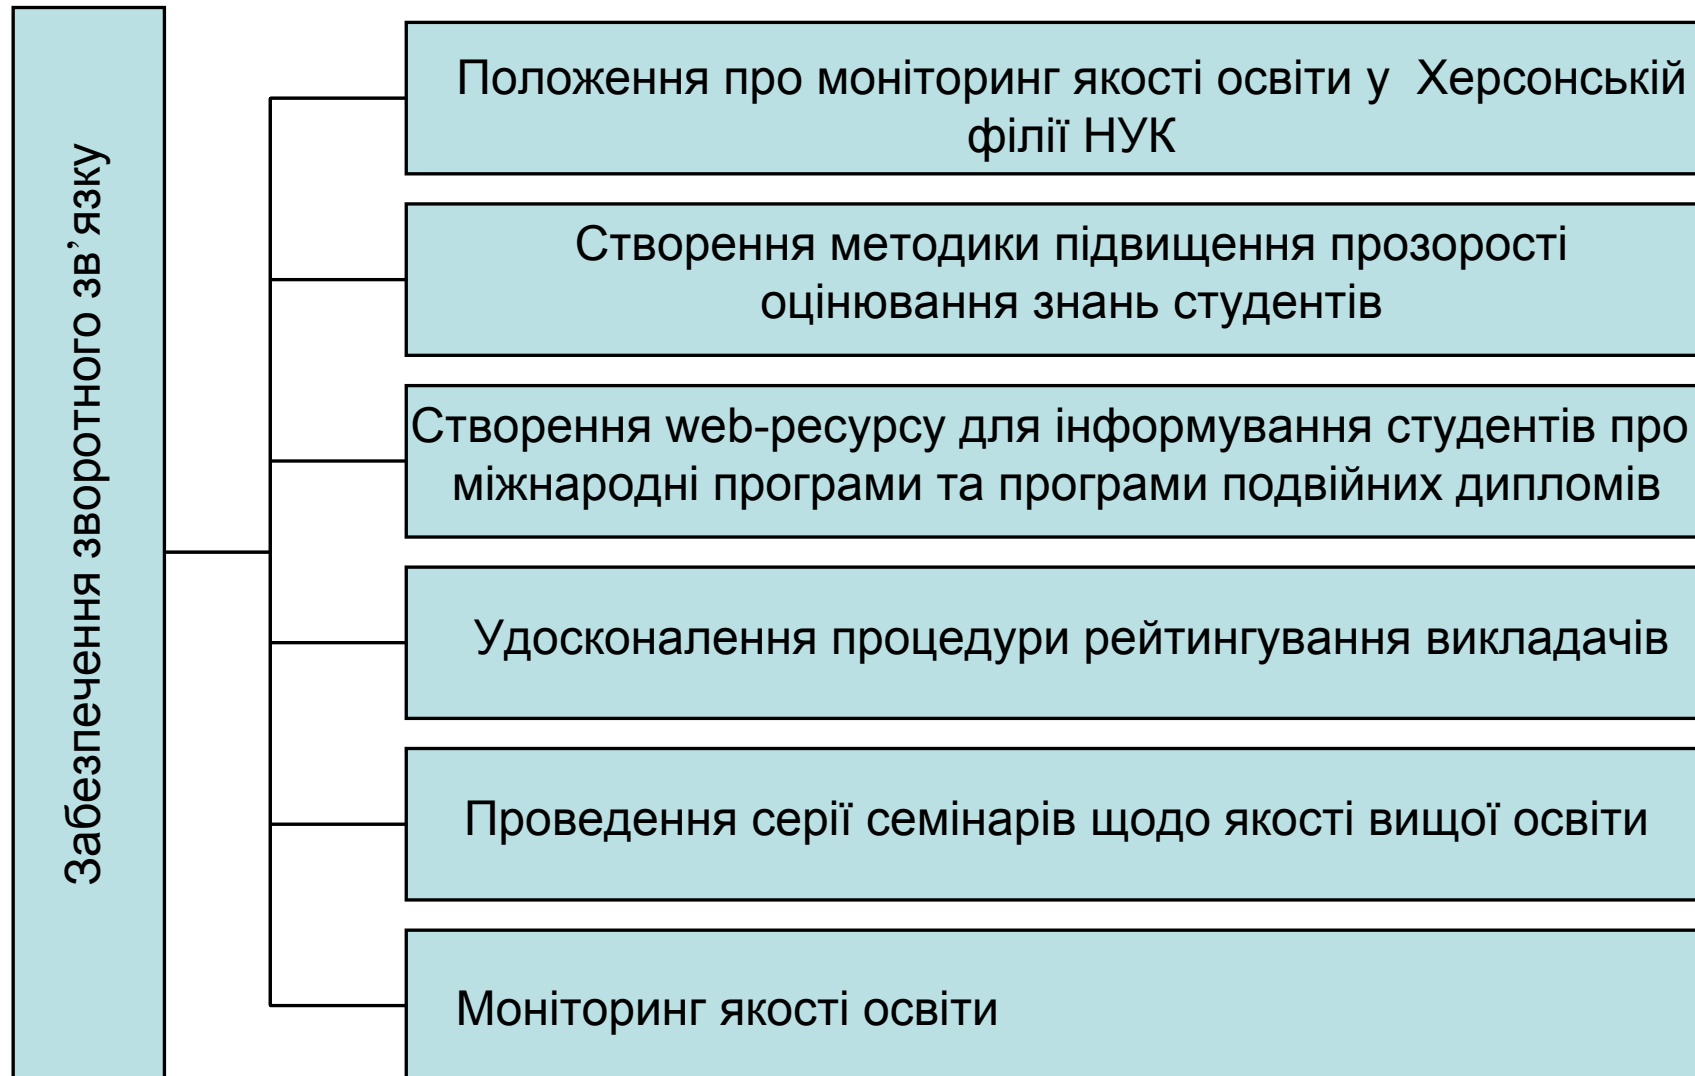 Забезпечення зворотного зв’язку
Положення про моніторинг якості освіти у Херсонській
філії НУК
Створення методики підвищення прозорості
оцінювання знань студентів
Створення web-ресурсу для інформування студентів про
міжнародні програми та програми подвійних дипломів
Удосконалення процедури рейтингування викладачів
Проведення серії семінарів щодо якості вищої освіти
Моніторинг якості освіти